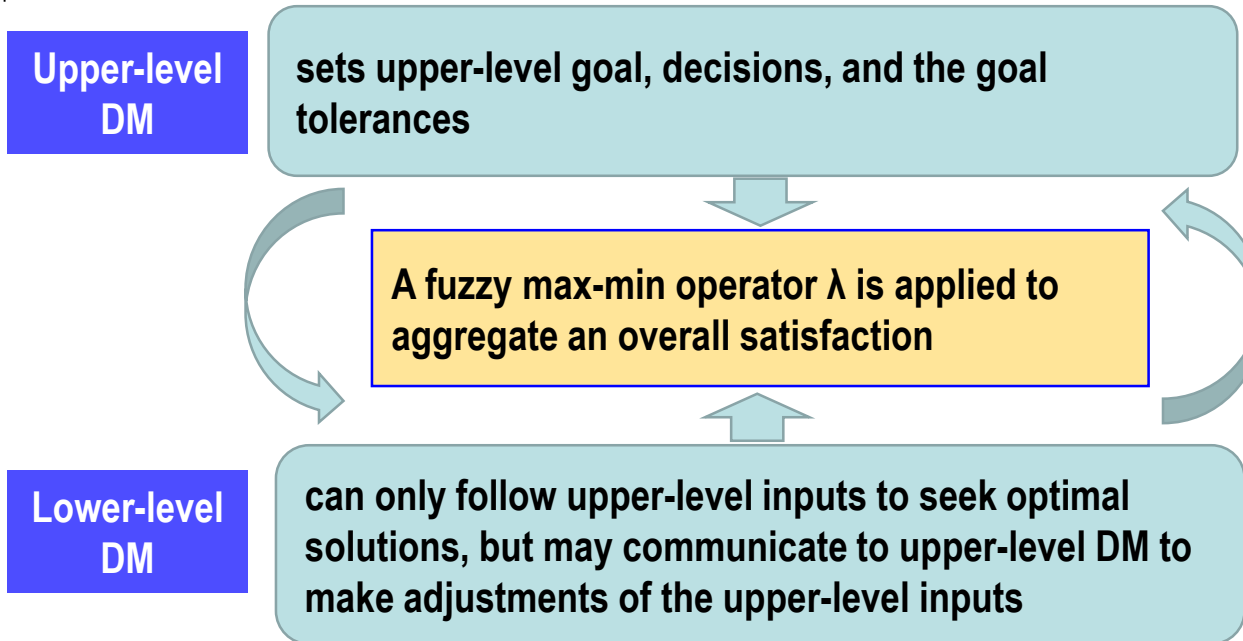 Upper-level
DM
sets upper-level goal, decisions, and the goal
tolerances
A fuzzy max-min operator λ is applied to
aggregate an overall satisfaction
Lower-level
DM
can only follow upper-level inputs to seek optimal
solutions, but may communicate to upper-level DM to
make adjustments of the upper-level inputs